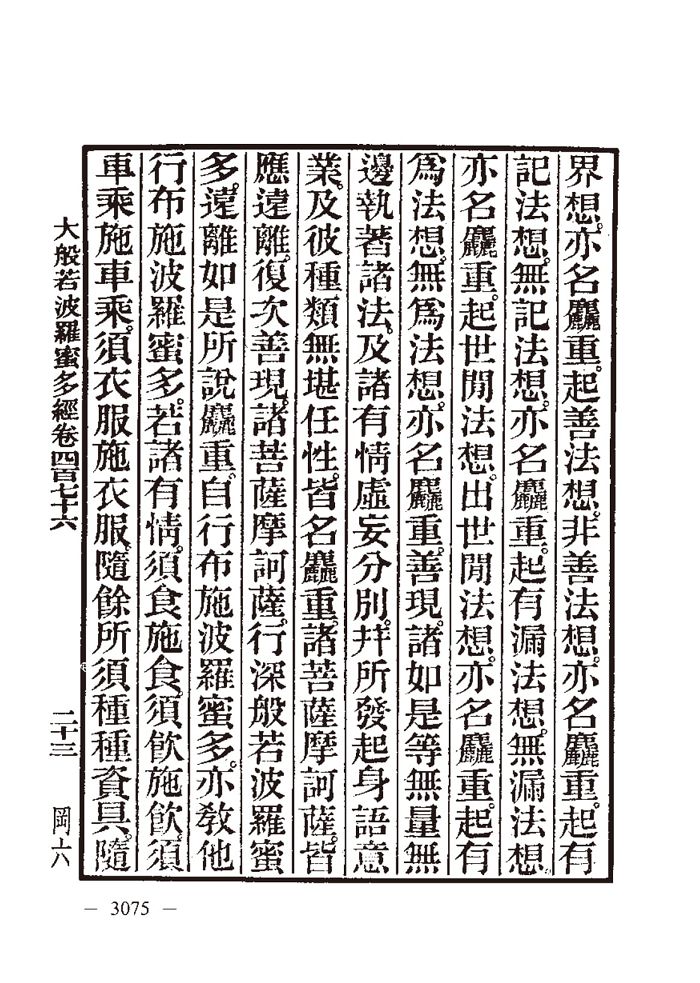 界想。亦名麤重。起善法想。非善法想。亦名麤重。起有
記法想。無記法想。亦名麤重。起有漏法想。無漏法想。
亦名麤重。起世閒法想。出世閒法想。亦名麤重。起有
爲法想。無爲法想。亦名麤重。善現。諸如是等無量無
邊執著諸法。及諸有情虛妄分別。幷所發起身語意
業。及彼種類無堪任性。皆名麤重。諸菩薩摩訶薩。皆
應遠離。復次善現。諸菩薩摩訶薩。行深般若波羅蜜
多。遠離如是所說麤重。自行布施波羅蜜多。亦敎他
行布施波羅蜜多。若諸有情。須食施食。須飮施飮。須
車乘施車乘。須衣服施衣服。隨餘所須種種資具。隨
大般若波羅蜜多經卷四百七十六
二十三
岡六
— 3075 —